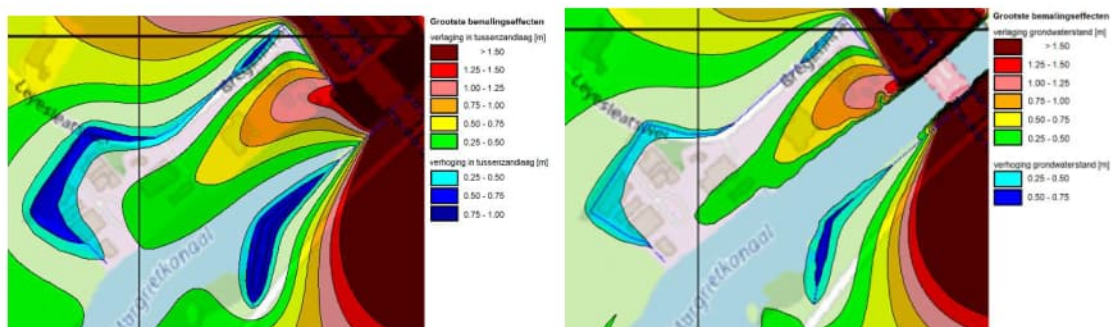 Grootste bemalingseffecten
verlaging in tussenzandlaag [m]
> 1.50
1.25 - 1.50
1.00 - 1.25
0.75 - 1.00
0.50 - 0.75
0.25 - 0.50
verhoging in tussenzandlaag [m]
0.25 - 0.50
0.50 - 0.75
0.75 - 1.00
Grootste bemalingseffecten
verlaging grondwaterstand [m]
> 1.50
1.25 - 1.50
1.00 - 1.25
0.75 - 1.00
0.50 - 0.75
0.25 - 0.50
verhoging grondwaterstand [m]
0.25 - 0.50
0.50 - 0.75